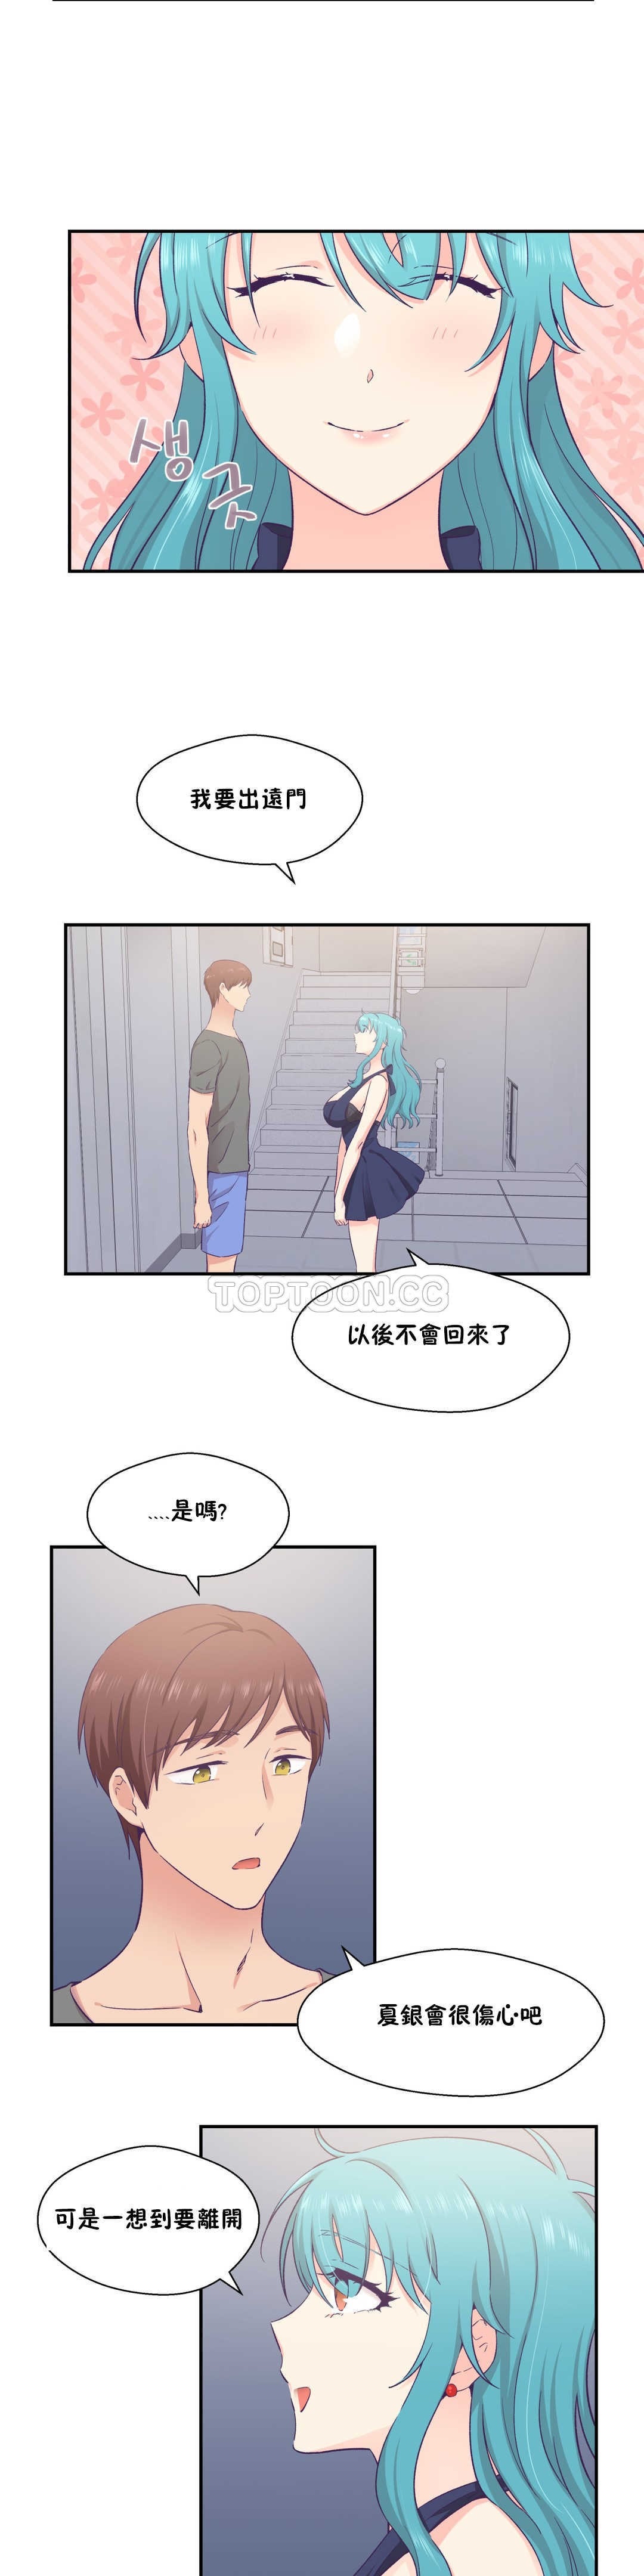 생
긋
我要出遠門
TOPTOON.CC
以後不會回來了
....是嗎?
夏銀會很傷心吧
可是一想到要離開